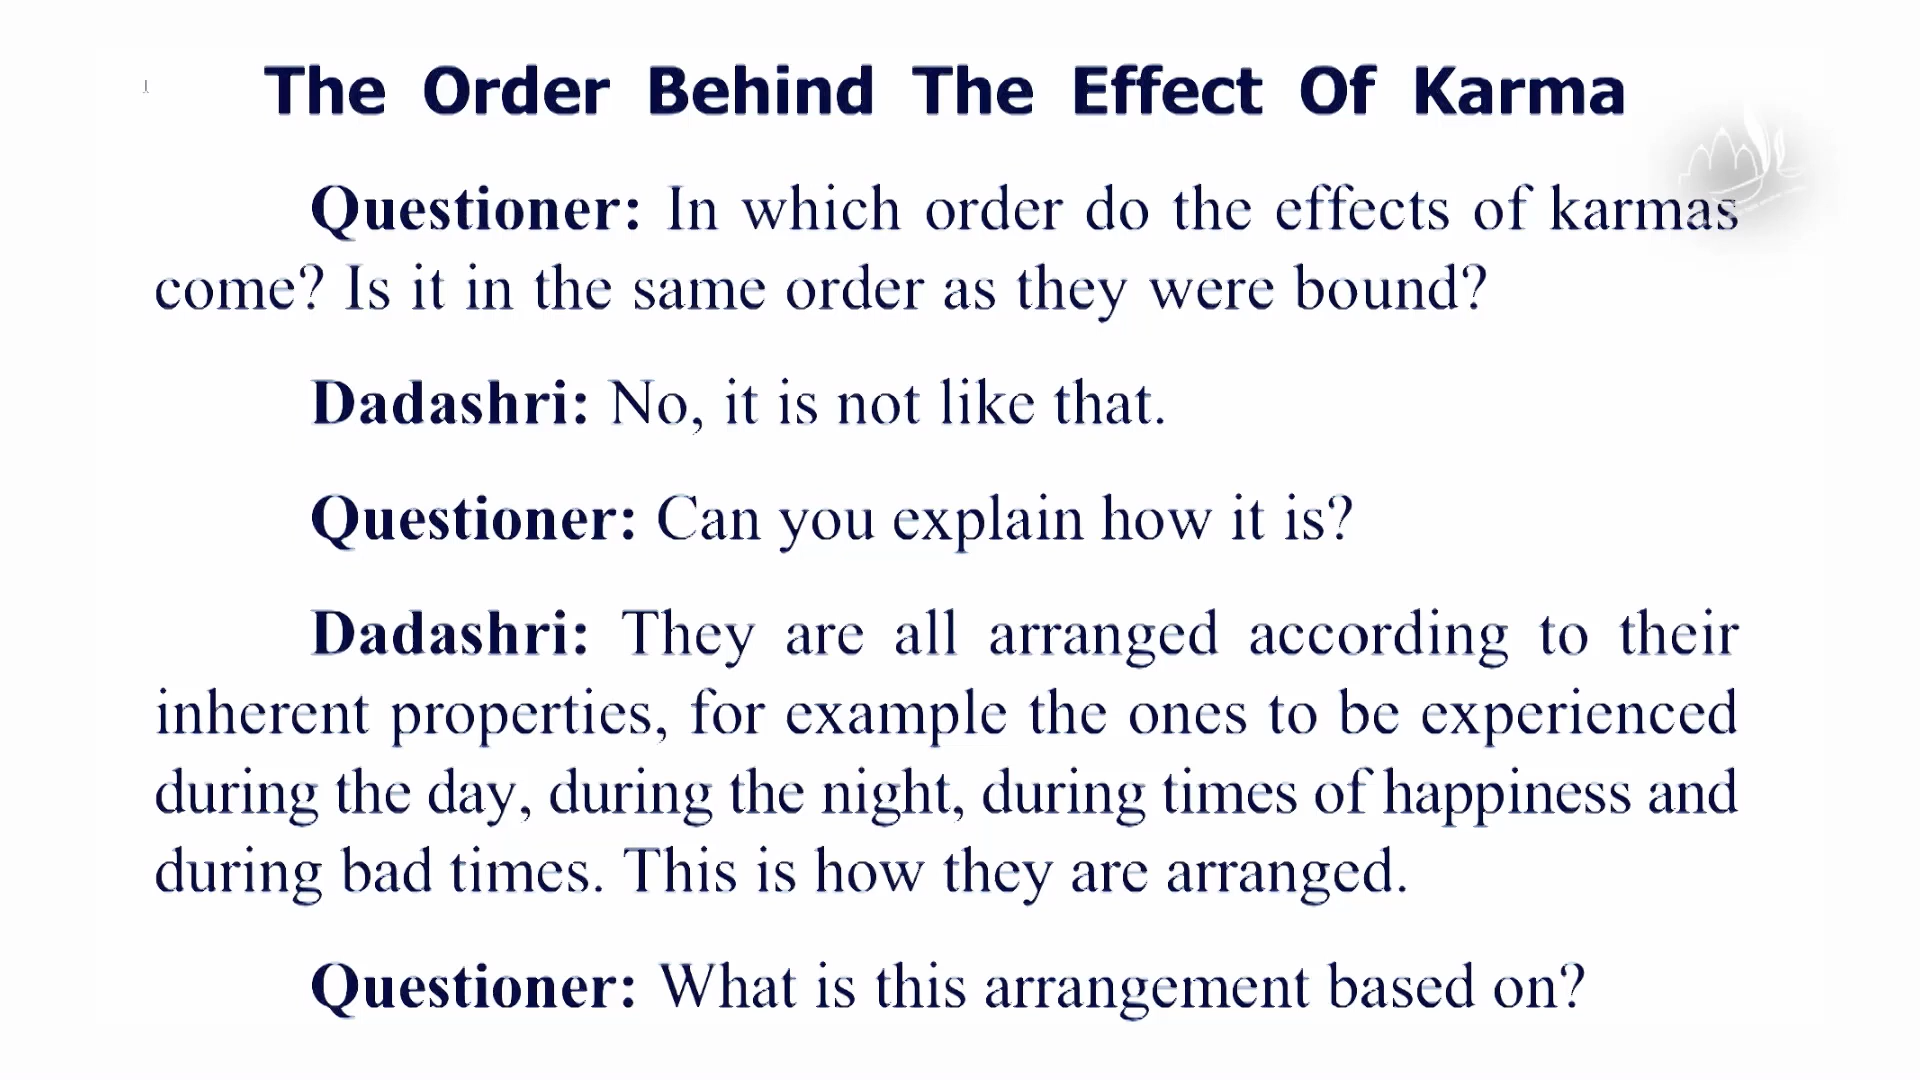 The Order Behind The Effect Of Karma
Questioner: In which order do the effects of karmas
come? Is it in the same order as they were bound?
Dadashri: No, it is not like that.
Questioner: Can you explain how it is?
Dadashri: They are all arranged according to their
inherent properties, for example the ones to be experienced
during the day, during the night, during times of happiness and
during bad times. This is how they are arranged.
Questioner: What is this arrangement based on?